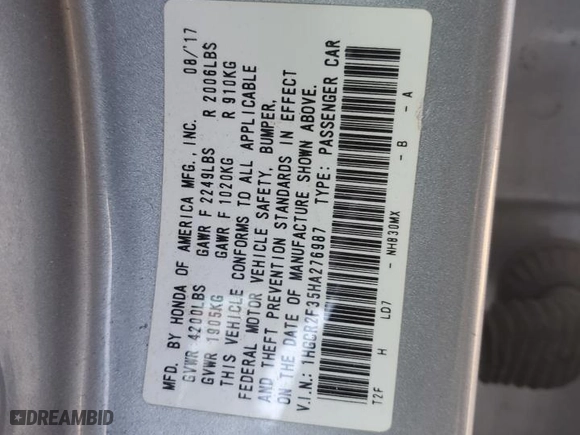 MFD. BY HONDA OF AMERICA MFG., INC. 08/'17
GVWR 4200LBS GAWR F 2249LBS R 2006LBS
GVWR 1905KG GAWR F 1020KG R 910KG
THIS VEHICLE CONFORMS TO ALL APPLICABLE
FEDERAL MOTOR VEHICLE SAFETY, BUMPER,
AND THEFT PREVENTION STANDARDS IN EFFECT
ON THE DATE OF MANUFACTURE SHOWN ABOVE.
V.I.N.: 1HGCR2F35HA276987 TYPE: PASSENGER CAR
T2F H LD7 - NH830MX - B - A
DREAMBID